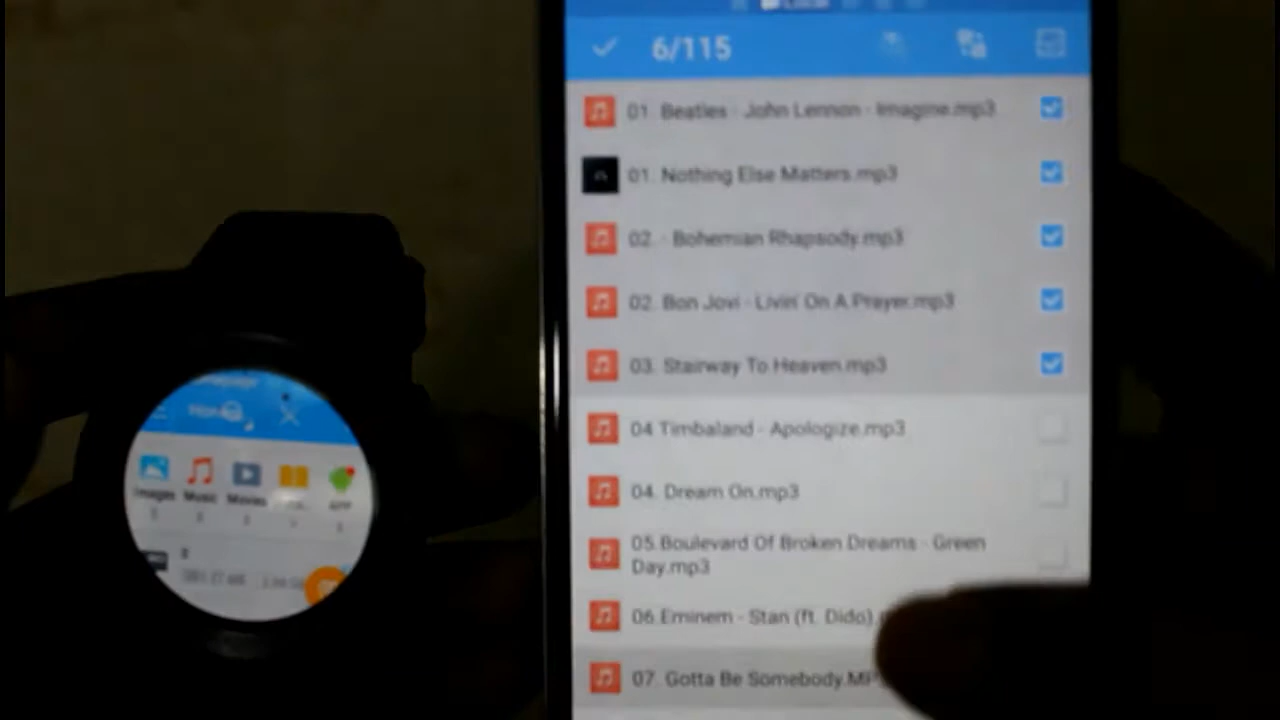 Local
6/115
01. Beatles - John Lennon - Imagine.mp3
01. Nothing Else Matters.mp3
02. - Bohemian Rhapsody.mp3
02. Bon Jovi - Livin' On A Prayer.mp3
03. Stairway To Heaven.mp3
04 Timbaland - Apologize.mp3
04. Dream On.mp3
05.Boulevard Of Broken Dreams - Green
Day.mp3
06.Eminem - Stan (ft. Dido)
07. Gotta Be Somebody.MP
Images Music Movies APP